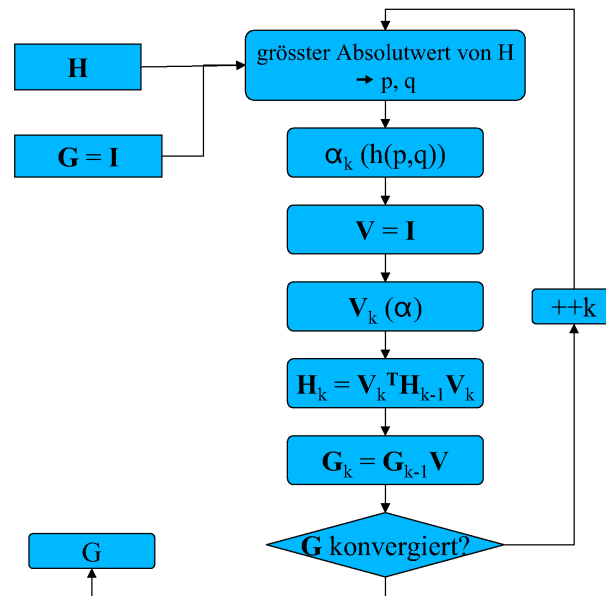 H
G = I
grösster Absolutwert von H
→ p, q
αk (h(p,q))
V = I
Vk (α)
++k
Hk = VkᵀHk-1Vk
Gk = Gk-1V
G konvergiert?
G